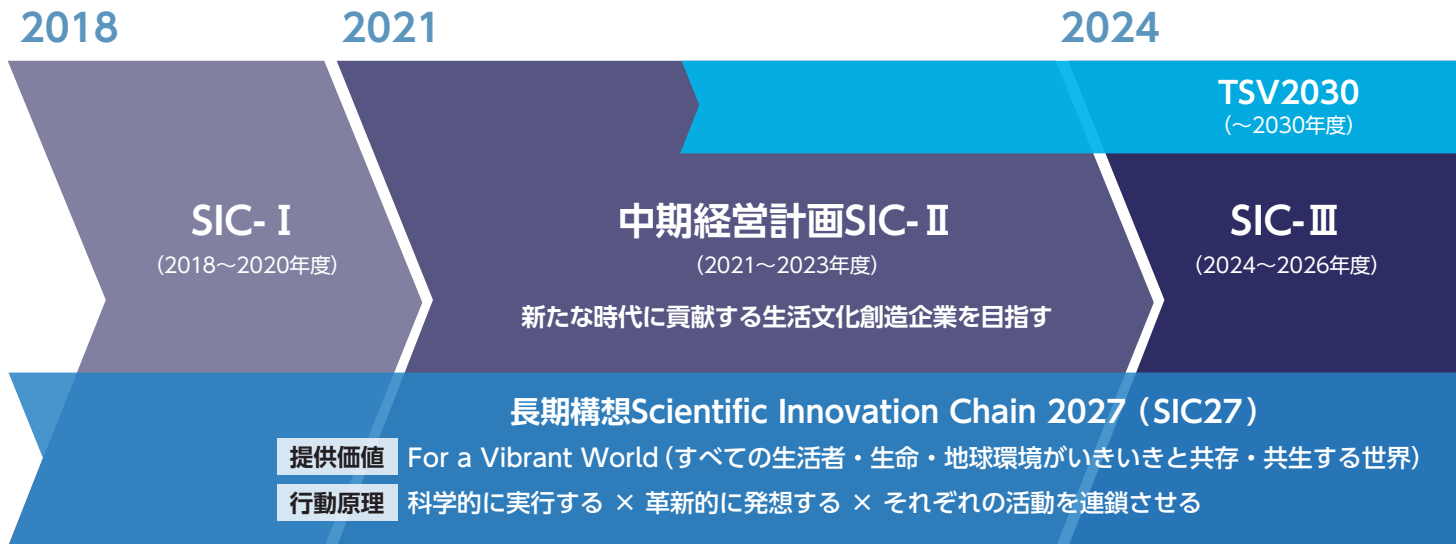 2018
2021
2024
TSV2030
(～2030年度)
SIC-Ⅰ
(2018～2020年度)
中期経営計画SIC-Ⅱ
(2021～2023年度)
新たな時代に貢献する生活文化創造企業を目指す
SIC-Ⅲ
(2024～2026年度)
長期構想Scientific Innovation Chain 2027（SIC27）
提供価値 For a Vibrant World（すべての生活者・生命・地球環境がいきいきと共存・共生する世界）
行動原理 科学的に実行する × 革新的に発想する × それぞれの活動を連鎖させる